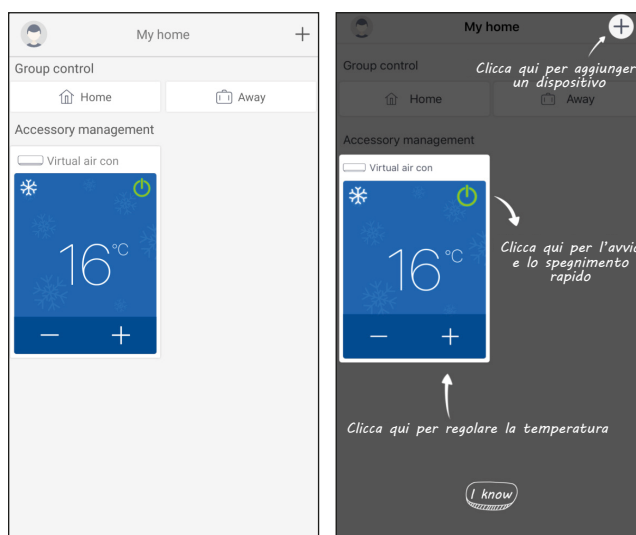 My home
Group control
Home
Away
Accessory management
Virtual air con
16°C
My home
Clicca qui per aggiunger
un dispositivo
Group control
Home
Away
Accessory management
Virtual air con
16°C
Clicca qui per l'avvio
e lo spegnimento
rapido
Clicca qui per regolare la temperatura
I know